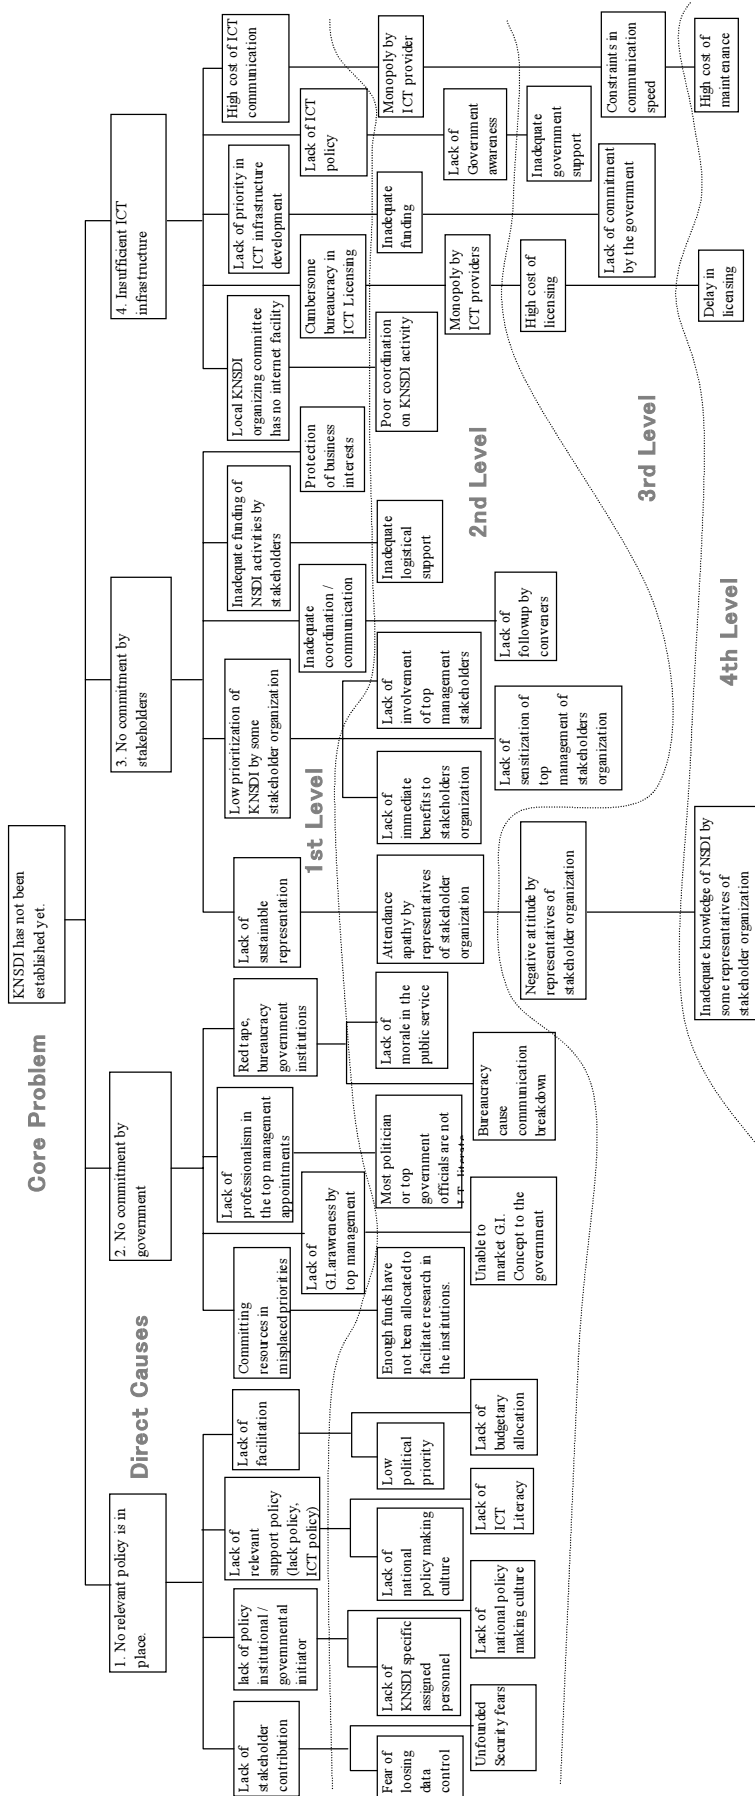 Core Problem
KNSDI has not been
established yet.
Direct Causes
1. No relevant policy is in
place.
2. No commitment by
government
3. No commitment by
stakeholders
4. Insufficient ICT
infrastructure
Lack of
stakeholder
contribution
lack of policy
institutional/
governmental
initiator
Lack of
relevant
support policy
(lack policy,
ICT policy)
Lack of
facilitation
Committing
resources in
misplaced priorities
Lack of
G.I.arawreness by
top management
Lack of
professionalism in
the top management
appointments
Red tape,
bureaucracy
government
institutions
Lack of
sustainable
representation
Low prioritization of
KNSDI by some
stakeholder organization
Inadequate
coordination /
communication
Inadequate funding of
NSDI activities by
stakeholders
Protection
of business
interests
Local KNSDI
organizing committee
has no internet facility
Cumbersome
bureaucracy in
ICT Licensing
Lack of priority in
ICT infrastructure
development
Lack of ICT
policy
High cost of ICT
communication
1st Level
Fear of
loosing
data
control
Unfounded
Security fears
Lack of
KNSDI specific
assigned
personnel
Lack of
national policy
making culture
Lack of
national
policy making
culture
Lack of
ICT
Literacy
Low
political
priority
Lack of
budgetary
allocation
Enough funds have
not been allocated to
facilitate research in
the institutions.
Unable to
market G.I.
Concept to the
government
Most politician
or top
government
officials are not
I.T. literate
Bureaucracy
cause
communication
breakdown
Lack of
morale in the
public service
Attendance
apathy by
representatives
of stakeholder
organization
Lack of
immediate
benefits to
stakeholders
organization
Lack of
sensitization of
top
management of
stakeholders
organization
Lack of
involvement
of top
management
stakeholders
Lack of
followup by
conveners
Inadequate
logistical
support
Poor coordination
on KNSDI activity
Monopoly by
ICT providers
Inadequate
funding
Lack of
Government
awareness
Monopoly by
ICT provider
2nd Level
Negative attitude by
representatives of
stakeholder organization
High cost of
licensing
Lack of commitment
by the government
Inadequate
government
support
Constraints in
communication
speed
3rd Level
Inadequate knowledge of NSDI by
some representatives of
stakeholder organization
Delay in
licensing
High cost of
maintenance
4th Level